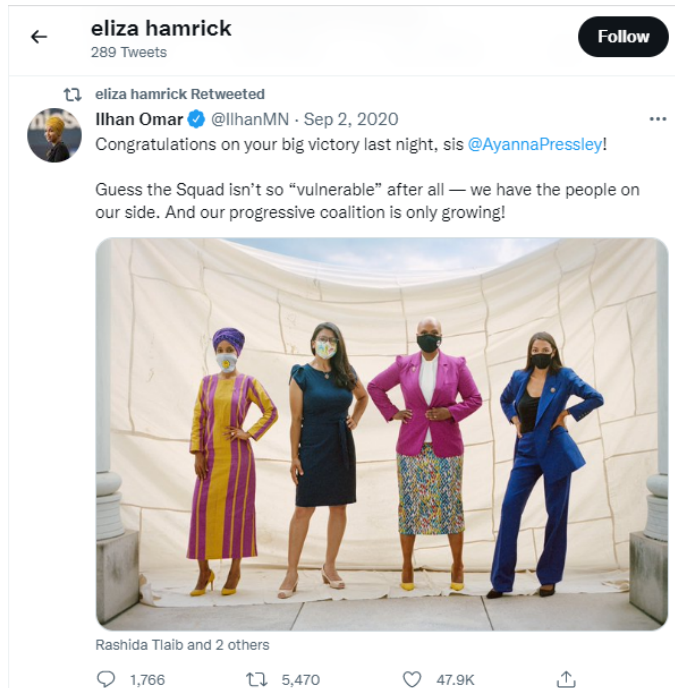 eliza hamrick
289 Tweets
Follow
eliza hamrick Retweeted
Ilhan Omar @IlhanMN · Sep 2, 2020
Congratulations on your big victory last night, sis @AyannaPressley!
Guess the Squad isn't so “vulnerable” after all — we have the people on
our side. And our progressive coalition is only growing!
Rashida Tlaib and 2 others
1,766 5,470 47.9K